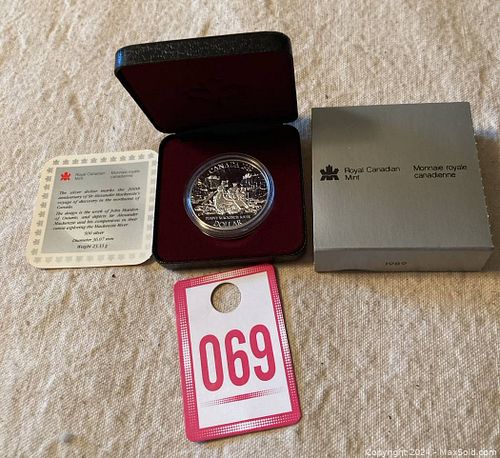 Royal Canadian Mint
Monnaie royale canadienne
The silver dollar marks the 200th
anniversary of Sir Alexander Mackenzie's
voyage of discovery in the northwest of
Canada.
The design is the work of John Mardon
of Ontario, and depicts Sir Alexander
Mackenzie and his companions in their
canoe exploring the Mackenzie River.
500 silver
Diameter 36.07 mm
Weight 23.33 g
CANADA
DOLLAR
Royal Canadian
Mint
Monnaie royale
canadienne
1989
069
Copyright 2024 - MaxSold.com